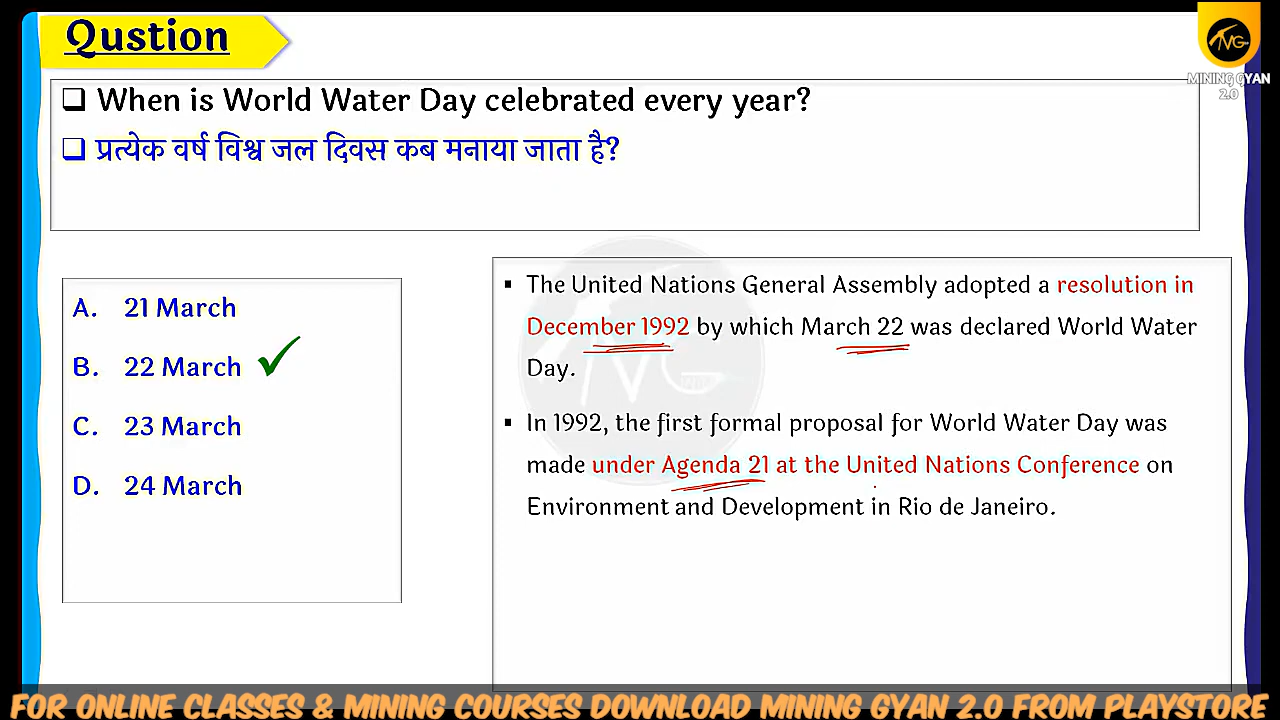 Qustion
MINING GYAN
2.0
❑ When is World Water Day celebrated every year?
❑ प्रत्येक वर्ष विश्व जल दिवस कब मनाया जाता है?
A. 21 March
B. 22 March ✓
C. 23 March
D. 24 March
▪ The United Nations General Assembly adopted a resolution in
December 1992 by which March 22 was declared World Water
Day.
▪ In 1992, the first formal proposal for World Water Day was
made under Agenda 21 at the United Nations Conference on
Environment and Development in Rio de Janeiro.
FOR ONLINE CLASSES & MINING COURSES DOWNLOAD MINING GYAN 2.0 FROM PLAYSTORE